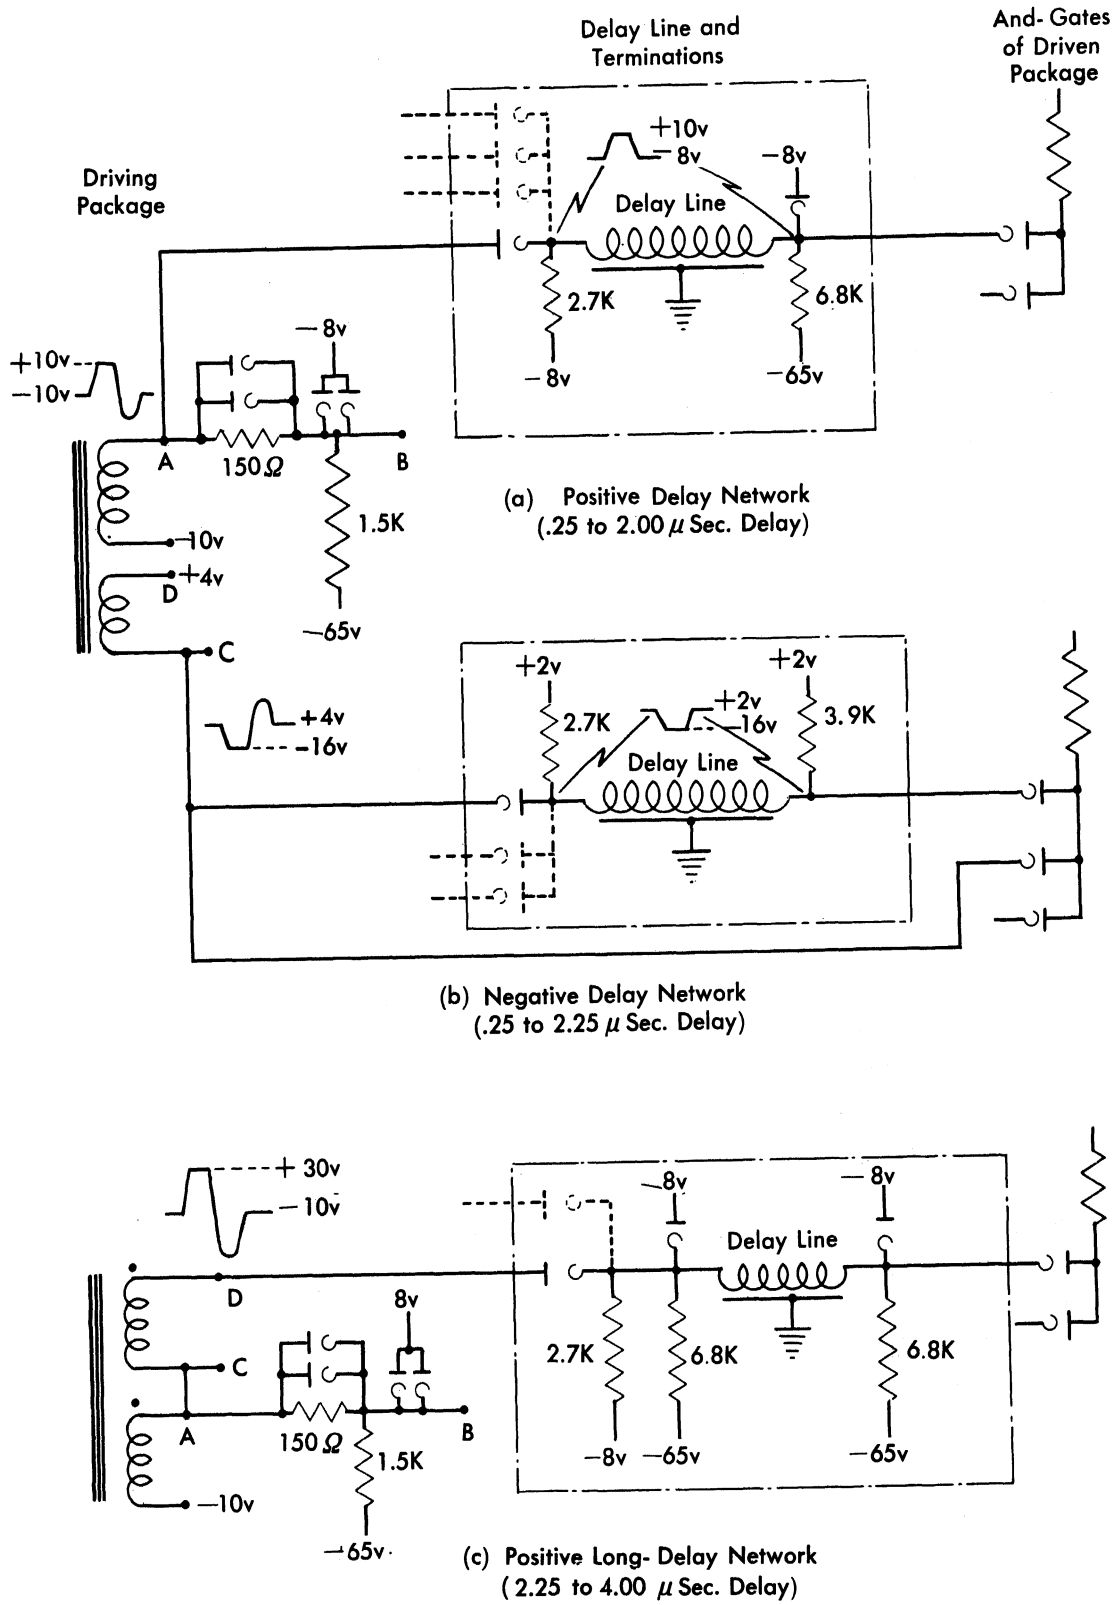 Delay Line and
Terminations
And- Gates
of Driven
Package
Driving
Package
+10v
-8v
-8v
Delay Line
2.7K
6.8K
-8v
-65v
-8v
+10v
-10v
A
150Ω
B
1.5K
-10v
+4v
D
-65v
C
(a) Positive Delay Network
(.25 to 2.00 μ Sec. Delay)
+4v
-16v
+2v
+2v
2.7K
+2v
-16v
3.9K
Delay Line
(b) Negative Delay Network
(.25 to 2.25 μ Sec. Delay)
+ 30v
-10v
D
C
A
8v
150Ω
B
1.5K
-10v
-65v
-8v
-8v
Delay Line
2.7K
6.8K
6.8K
-8v
-65v
-65v
(c) Positive Long- Delay Network
(2.25 to 4.00 μ Sec. Delay)